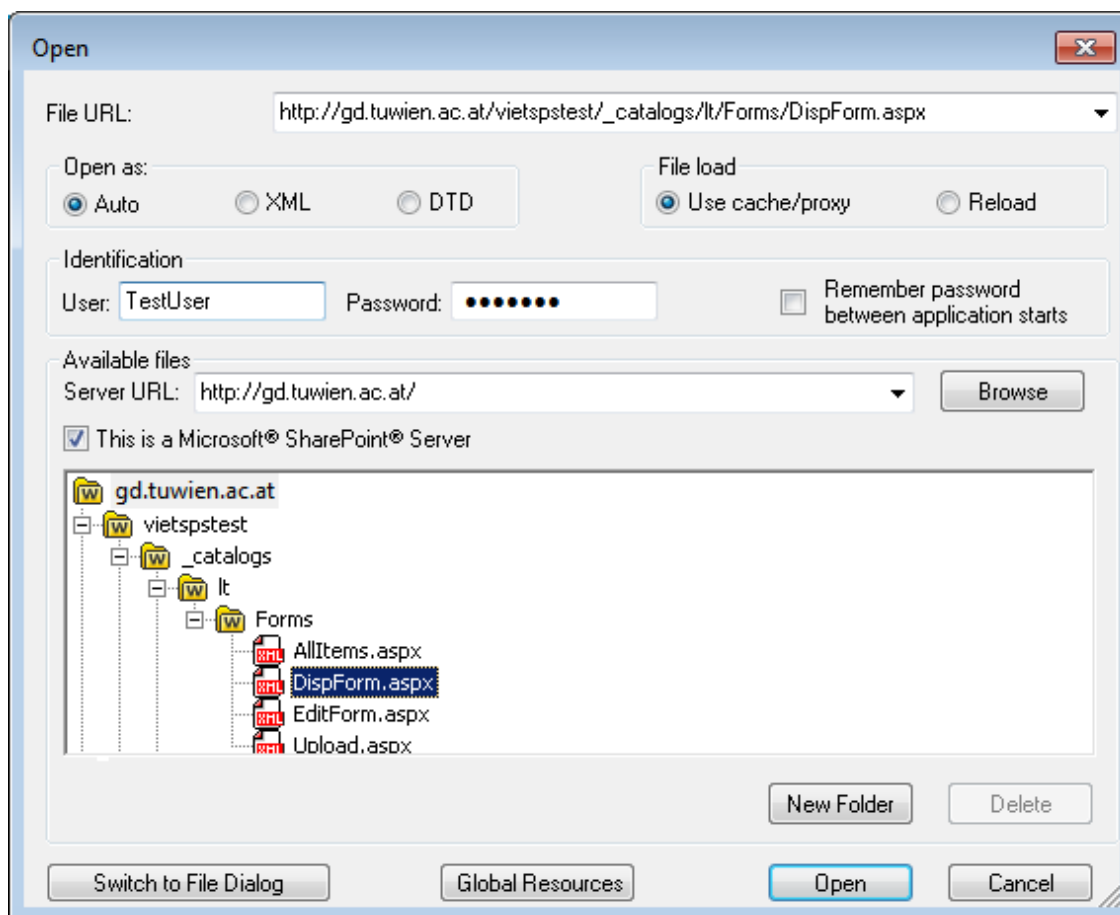 Open
File URL: http://gd.tuwien.ac.at/vietspstest/_catalogs/lt/Forms/DispForm.aspx
Open as: File load
Auto XML DTD Use cache/proxy Reload
Identification
User: TestUser Password: ●●●●●●● Remember password
between application starts
Available files
Server URL: http://gd.tuwien.ac.at/ Browse
This is a Microsoft® SharePoint® Server
gd.tuwien.ac.at
vietspstest
_catalogs
lt
Forms
AllItems.aspx
DispForm.aspx
EditForm.aspx
Upload.aspx
New Folder Delete
Switch to File Dialog Global Resources Open Cancel